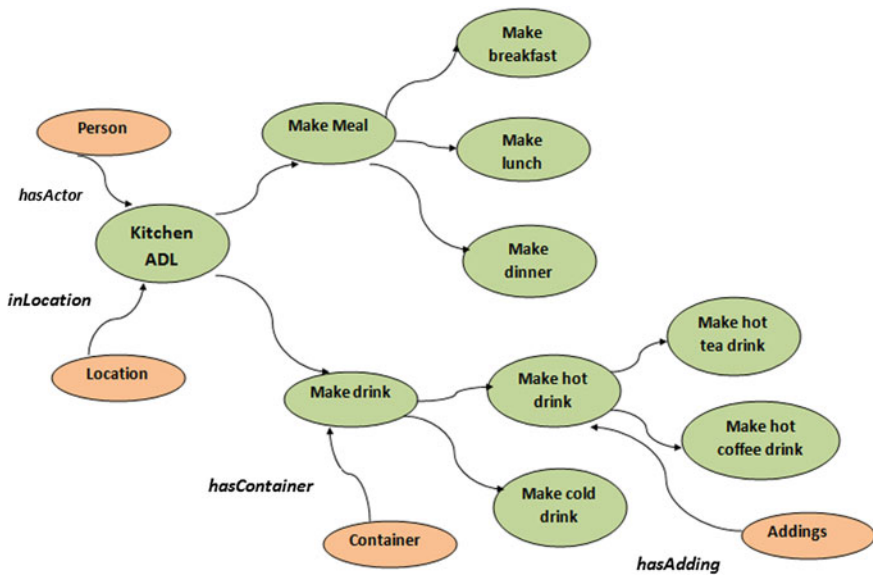 Make
breakfast
Person
Make Meal
Make
lunch
hasActor
Kitchen
ADL
Make
dinner
inLocation
Make hot
tea drink
Location
Make drink
Make hot
drink
Make hot
coffee drink
hasContainer
Make cold
drink
Container
Addings
hasAdding